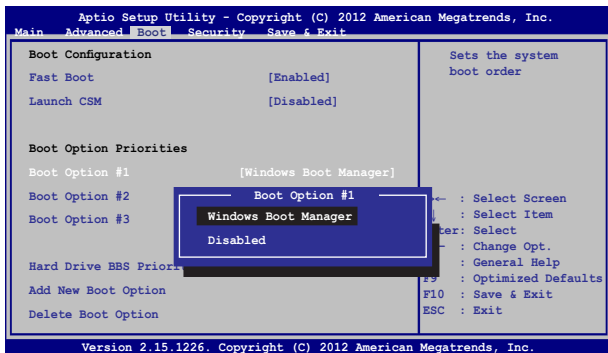 Aptio Setup Utility - Copyright (C) 2012 American Megatrends, Inc.
Main Advanced Boot Security Save & Exit
Boot Configuration
Fast Boot [Enabled]
Launch CSM [Disabled]
Boot Option Priorities
Boot Option #1 [Windows Boot Manager]
Boot Option #2
Boot Option #3
Hard Drive BBS
Add New Boot Option
Delete Boot Option
Boot Option #1
Windows Boot Manager
Disabled
Sets the system
boot order
→← : Select Screen
: Select Item
: Select
: Change Opt.
: General Help
F9 : Optimized Defaults
F10 : Save & Exit
ESC : Exit
Version 2.15.1226. Copyright (C) 2012 American Megatrends, Inc.